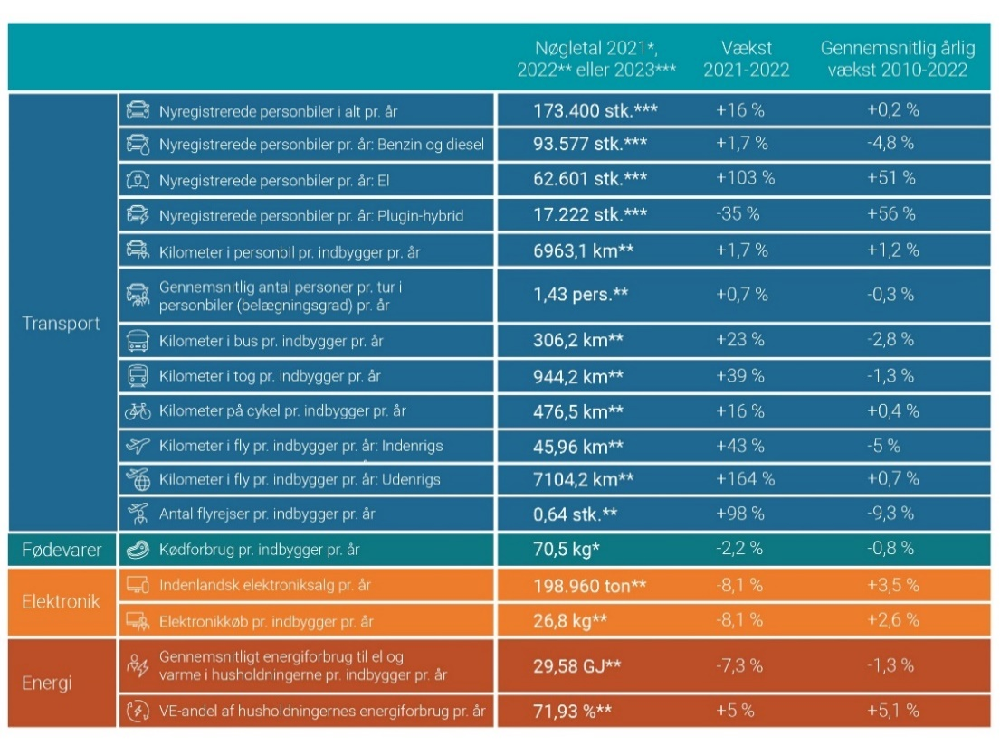 Nøgletal 2021*,
2022** eller 2023***
Vækst
2021-2022
Gennemsnitlig årlig
vækst 2010-2022
Transport
Nyregistrerede personbiler i alt pr. år
173.400 stk.***
+16 %
+0,2 %
Nyregistrerede personbiler pr. år: Benzin og diesel
93.577 stk.***
+1,7 %
-4,8 %
Nyregistrerede personbiler pr. år: El
62.601 stk.***
+103 %
+51 %
Nyregistrerede personbiler pr. år: Plugin-hybrid
17.222 stk.***
-35 %
+56 %
Kilometer i personbil pr. indbygger pr. år
6963,1 km**
+1,7 %
+1,2 %
Gennemsnitlig antal personer pr. tur i
personbiler (belægningsgrad) pr. år
1,43 pers.**
+0,7 %
-0,3 %
Kilometer i bus pr. indbygger pr. år
306,2 km**
+23 %
-2,8 %
Kilometer i tog pr. indbygger pr. år
944,2 km**
+39 %
-1,3 %
Kilometer på cykel pr. indbygger pr. år
476,5 km**
+16 %
+0,4 %
Kilometer i fly pr. indbygger pr. år: Indenrigs
45,96 km**
+43 %
-5 %
Kilometer i fly pr. indbygger pr. år: Udenrigs
7104,2 km**
+164 %
+0,7 %
Antal flyrejser pr. indbygger pr. år
0,64 stk.**
+98 %
-9,3 %
Fødevarer
Kødforbrug pr. indbygger pr. år
70,5 kg*
-2,2 %
-0,8 %
Elektronik
Indenlandsk elektroniksalg pr. år
198.960 ton**
-8,1 %
+3,5 %
Elektronikkøb pr. indbygger pr. år
26,8 kg**
-8,1 %
+2,6 %
Energi
Gennemsnitligt energiforbrug til el og
varme i husholdningerne pr. indbygger pr. år
29,58 GJ**
-7,3 %
-1,3 %
VE-andel af husholdningernes energiforbrug pr. år
71,93 %**
+5 %
+5,1 %